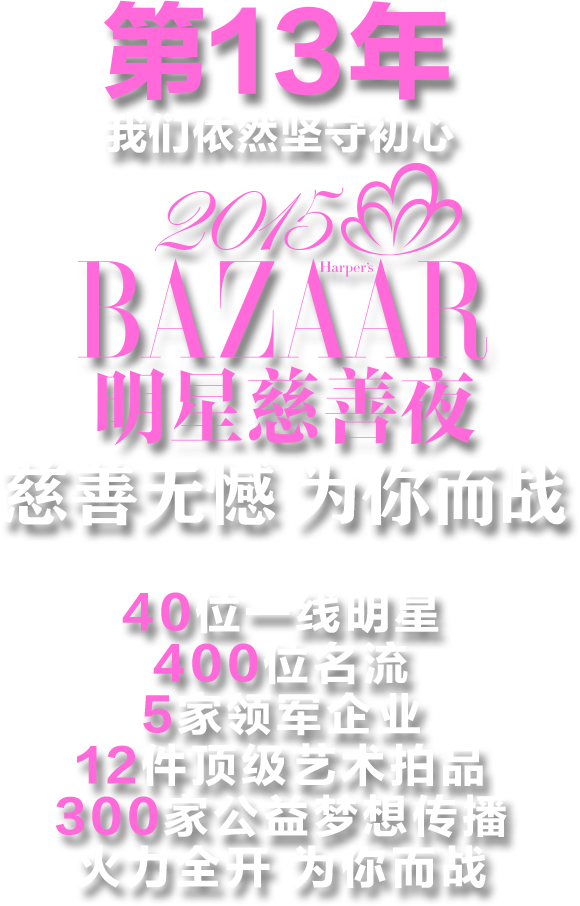 第13年
我们依然坚守初心
2015
Harper's
BAZAAR
明星慈善夜
慈善无憾 为你而战
40位一线明星
400位名流
5家领军企业
12件顶级艺术拍品
300家公益梦想传播
火力全开 为你而战